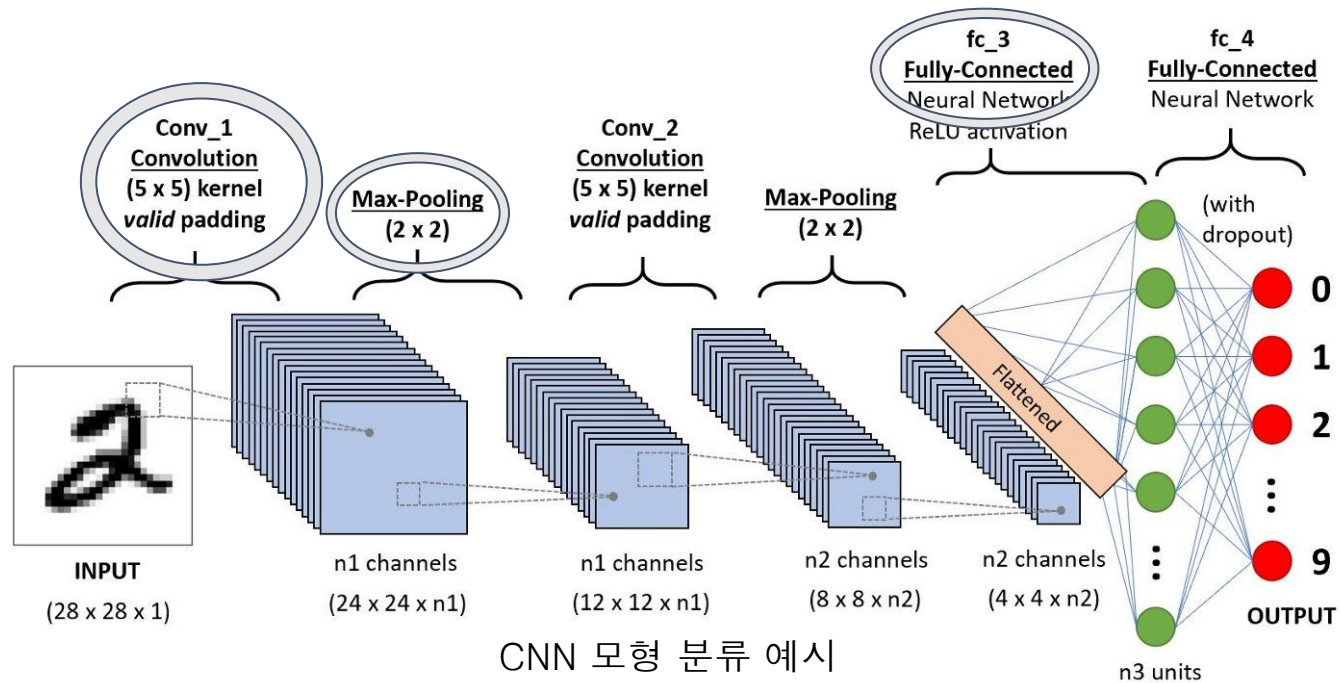 Conv_1
Convolution
(5 x 5) kernel
valid padding
Max-Pooling
(2 x 2)
Conv_2
Convolution
(5 x 5) kernel
valid padding
Max-Pooling
(2 x 2)
fc_3
Fully-Connected
Neural Network
ReLU activation
fc_4
Fully-Connected
Neural Network
(with
dropout)
Flattened
0
1
2
9
OUTPUT
INPUT
(28 x 28 x 1)
n1 channels
(24 x 24 x n1)
n1 channels
(12 x 12 x n1)
n2 channels
(8 x 8 x n2)
n2 channels
(4 x 4 x n2)
n3 units
CNN 모형 분류 예시